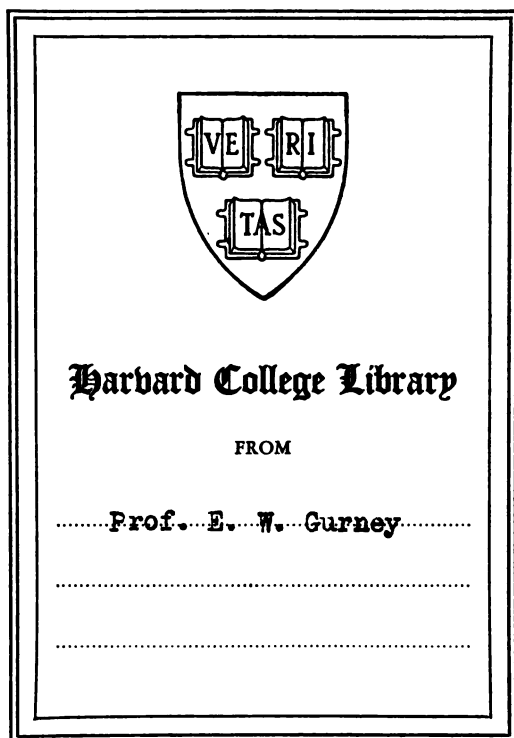 VE RI
TAS
Harvard College Library
FROM
Prof. E. W. Gurney